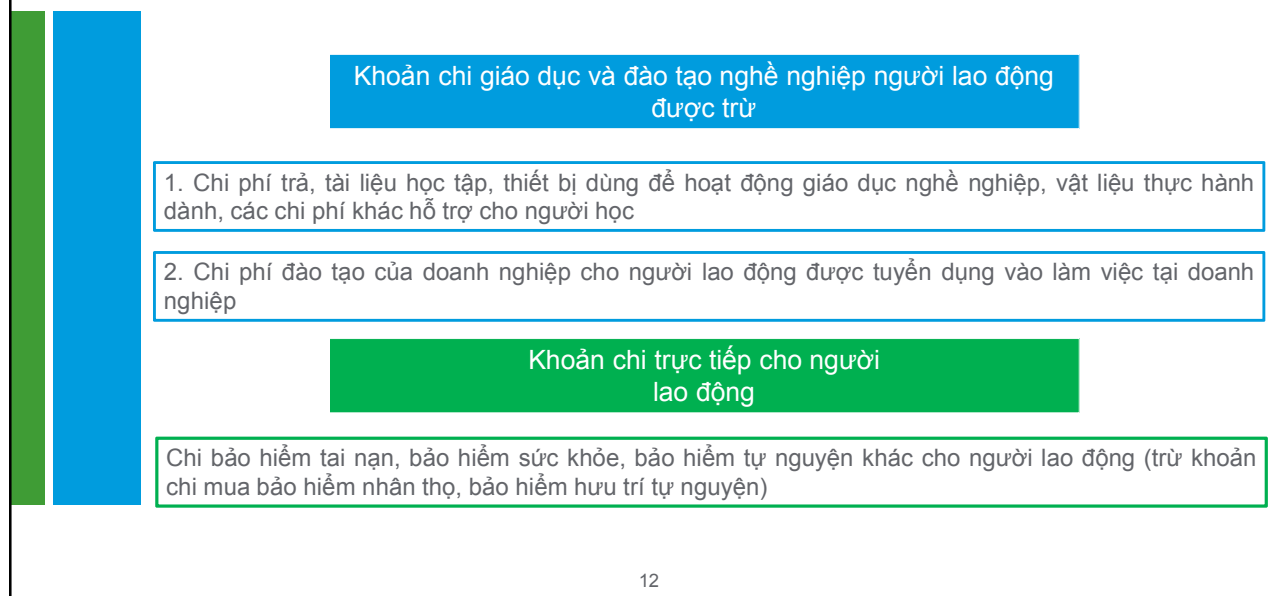 Khoản chi giáo dục và đào tạo nghề nghiệp người lao động
được trừ
1. Chi phí trả, tài liệu học tập, thiết bị dùng để hoạt động giáo dục nghề nghiệp, vật liệu thực hành
dành, các chi phí khác hỗ trợ cho người học
2. Chi phí đào tạo của doanh nghiệp cho người lao động được tuyển dụng vào làm việc tại doanh
nghiệp
Khoản chi trực tiếp cho người
lao động
Chi bảo hiểm tai nạn, bảo hiểm sức khỏe, bảo hiểm tự nguyện khác cho người lao động (trừ khoản
chi mua bảo hiểm nhân thọ, bảo hiểm hưu trí tự nguyện)
12